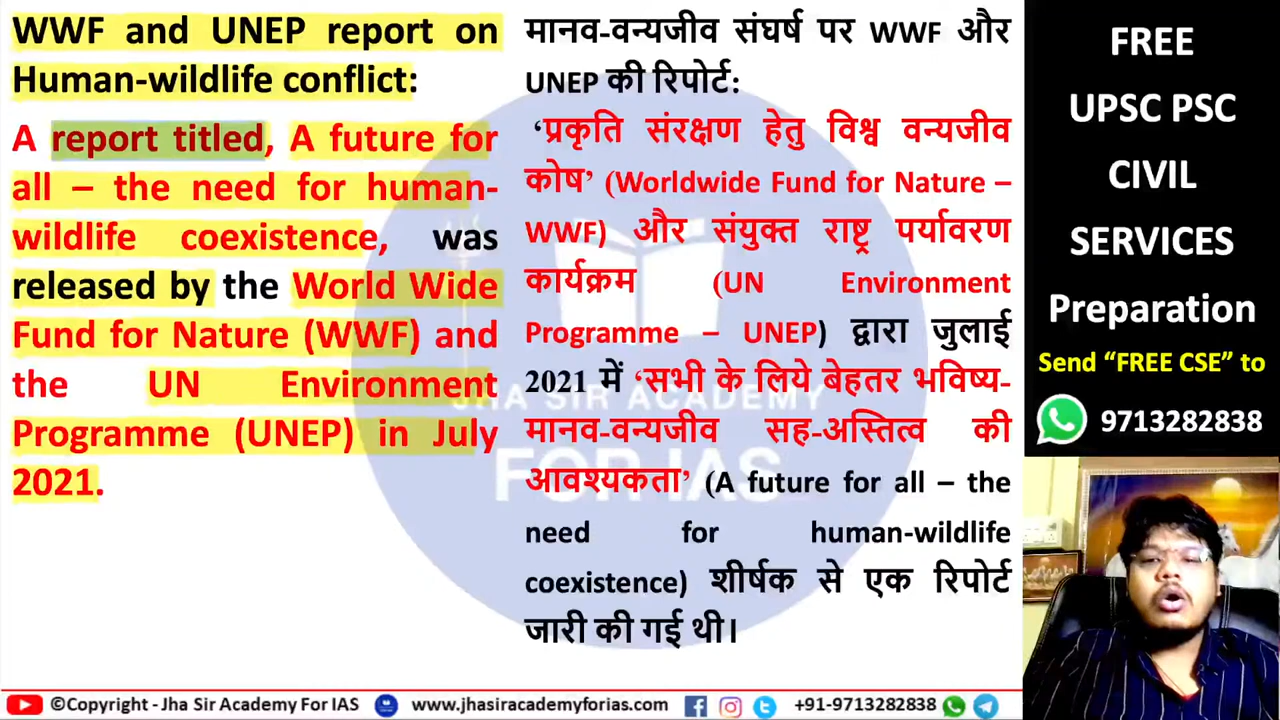 WWF and UNEP report on
Human-wildlife conflict:
A report titled, A future for
all – the need for human-
wildlife coexistence, was
released by the World Wide
Fund for Nature (WWF) and
the UN Environment
Programme (UNEP) in July
2021.
मानव-वन्यजीव संघर्ष पर WWF और
UNEP की रिपोर्ट:
‘प्रकृति संरक्षण हेतु विश्व वन्यजीव
कोष’ (Worldwide Fund for Nature –
WWF) और संयुक्त राष्ट्र पर्यावरण
कार्यक्रम (UN Environment
Programme – UNEP) द्वारा जुलाई
2021 में ‘सभी के लिये बेहतर भविष्य-
मानव-वन्यजीव सह-अस्तित्व की
आवश्यकता’ (A future for all – the
need for human-wildlife
coexistence) शीर्षक से एक रिपोर्ट
जारी की गई थी।
JHA SIR ACADEMY
FOR IAS
FREE
UPSC PSC
CIVIL
SERVICES
Preparation
Send “FREE CSE” to
9713282838
©Copyright - Jha Sir Academy For IAS www.jhasiracademyforias.com +91-9713282838